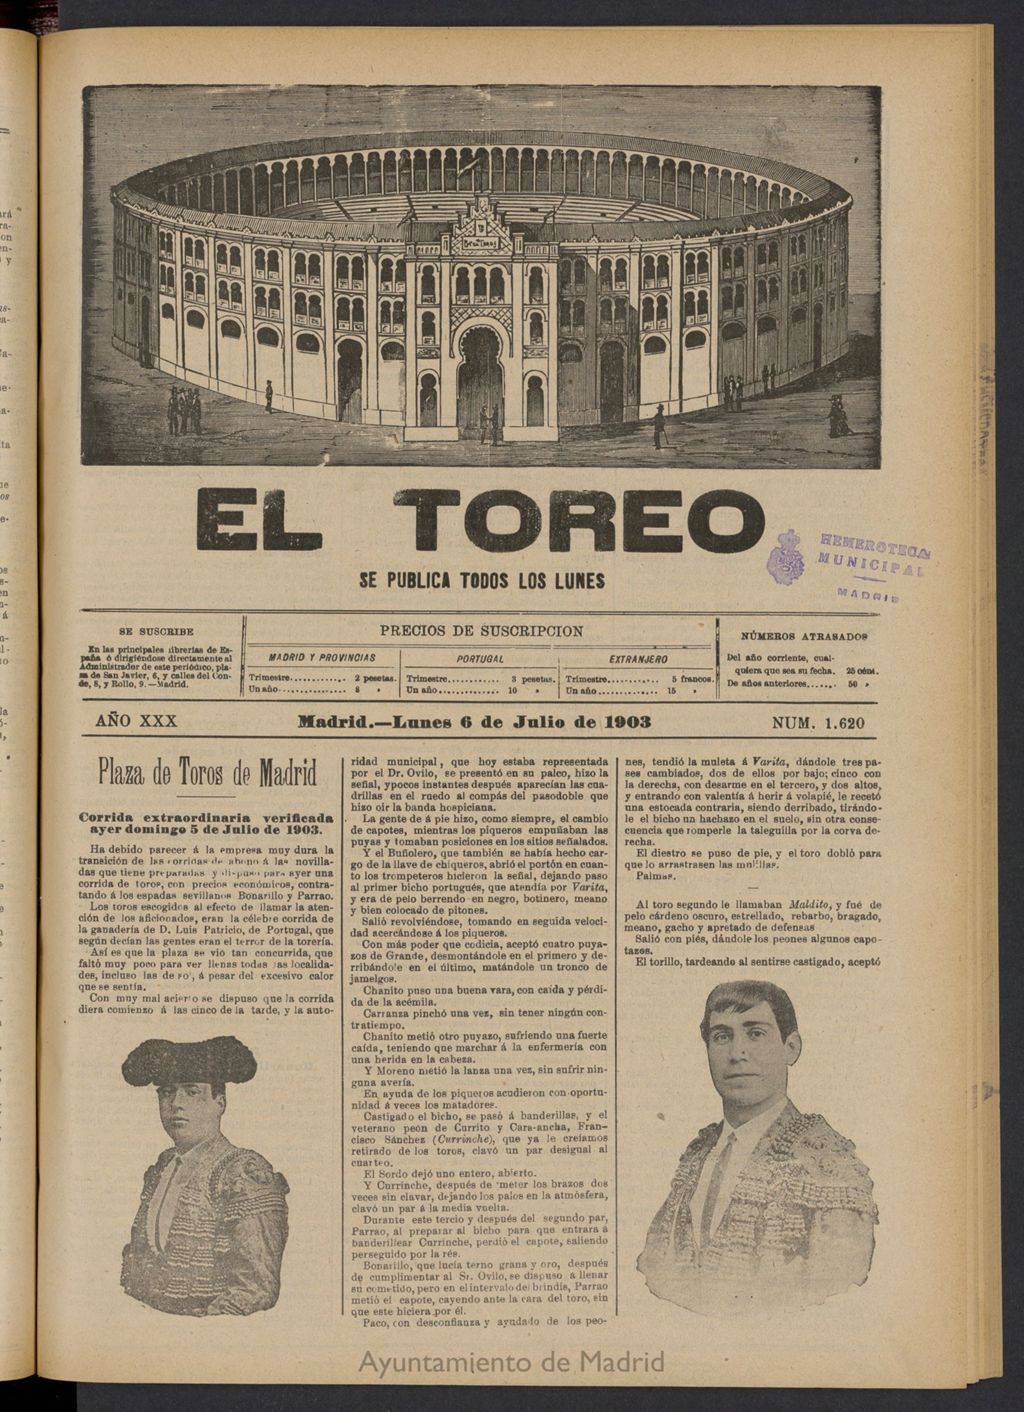 EL TOREO
SE PUBLICA TODOS LOS LUNES
HEMEROTECA
MUNICIPAL
MADRID
SE SUSCRIBE
En las principales librerías de Es-
paña ó dirigiéndose directamente al
Administrador de este periódico, pla-
za de San Javier, 6, y calles del Con-
de, 8, y Rollo, 9.—Madrid.
PRECIOS DE SUSCRIPCION
MADRID Y PROVINCIAS
Trimestre............ 2 pesetas.
Un año............... 8 »
PORTUGAL
Trimestre............ 3 pesetas.
Un año............... 10 »
EXTRANJERO
Trimestre............ 5 francos.
Un año............... 15 »
NÚMEROS ATRASADOS
Del año corriente, cual-
quiera que sea su fecha. 25 cént.
De años anteriores...... 50 »
AÑO XXX
Madrid.—Lunes 6 de Julio de 1903
NUM. 1.620
Plaza de Toros de Madrid
Corrida extraordinaria verificada
ayer domingo 5 de Julio de 1903.
Ha debido parecer á la empresa muy dura la
transición de las corridas de abono á las novilla-
das que tiene preparadas y dispuso para ayer una
corrida de toros, con precios económicos, contra-
tando á los espadas sevillanos Bonarillo y Parrao.
Los toros escogidos al efecto de llamar la aten-
ción de los aficionados, eran la célebre corrida de
la ganadería de D. Luis Patricio, de Portugal, que
según decían las gentes eran el terror de la torería.
Así es que la plaza se vio tan concurrida, que
faltó muy poco para ver llenas todas las localida-
des, incluso las de sol, á pesar del excesivo calor
que se sentía.
Con muy mal acierto se dispuso que la corrida
diera comienzo á las cinco de la tarde, y la auto-
ridad municipal, que hoy estaba representada
por el Dr. Ovilo, se presentó en su palco, hizo la
señal, y pocos instantes después aparecían las cua-
drillas en el ruedo al compás del pasodoble que
hizo oir la banda hospiciana.
La gente de á pie hizo, como siempre, el cambio
de capotes, mientras los piqueros empuñaban las
puyas y tomaban posiciones en los sitios señalados.
Y el Buñolero, que también se había hecho car-
go de la llave de chiqueros, abrió el portón en cuan-
to los trompeteros hicieron la señal, dejando paso
al primer bicho portugués, que atendía por Varita,
y era de pelo berrendo en negro, botinero, meano
y bien colocado de pitones.
Salió revolviéndose, tomando en seguida veloci-
dad acercándose á los piqueros.
Con más poder que codicia, aceptó cuatro puya-
zos de Grande, desmontándole en el primero y de-
rribándole en el último, matándole un tronco de
jamelgos.
Chanito puso una buena vara, con caída y pérdi-
da de la acémila.
Carranza pinchó una vez, sin tener ningún con-
tratiempo.
Chanito metió otro puyazo, sufriendo una fuerte
caída, teniendo que marchar á la enfermería con
una herida en la cabeza.
Y Moreno metió la lanza una vez, sin sufrir nin-
guna avería.
En ayuda de los piqueros acudieron con oportu-
nidad á veces los matadores.
Castigado el bicho, se pasó á banderillas, y el
veterano peón de Currito y Cara-ancha, Fran-
cisco Sánchez (Currinche), que ya le creíamos
retirado de los toros, clavó un par desigual al
cuarteo.
El Sordo dejó uno entero, abierto.
Y Currinche, después de meter los brazos dos
veces sin clavar, dejando los palos en la atmósfera,
clavó un par á la media vuelta.
Durante este tercio y después del segundo par,
Parrao, al preparar al bicho para que entrara á
banderillear Currinche, perdió el capote, saliendo
perseguido por la rés.
Bonarillo, que lucía terno grana y oro, después
de cumplimentar al Sr. Ovilo, se dispuso á llenar
su cometido, pero en el intervalo del brindis, Parrao
metió el capote, cayendo ante la cara del toro, sin
que este hiciera por él.
Paco, con desconfianza y ayudado de los peo-
nes, tendió la muleta á Varita, dándole tres pa-
ses cambiados, dos de ellos por bajo; cinco con
la derecha, con desarme en el tercero, y dos altos,
y entrando con valentía á herir á volapié, le recetó
una estocada contraria, siendo derribado, tirándo-
le el bicho un hachazo en el suelo, sin otra conse-
cuencia que romperle la taleguilla por la corva de-
recha.
El diestro se puso de pie, y el toro dobló para
que lo arrastrasen las mulillas.
Palmas.
Al toro segundo le llamaban Maldito, y fué de
pelo cárdeno oscuro, estrellado, rebarbo, bragado,
meano, gacho y apretado de defensas
Salió con piés, dándole los peones algunos capo-
tazos.
El torillo, tardeando al sentirse castigado, aceptó
Ayuntamiento de Madrid